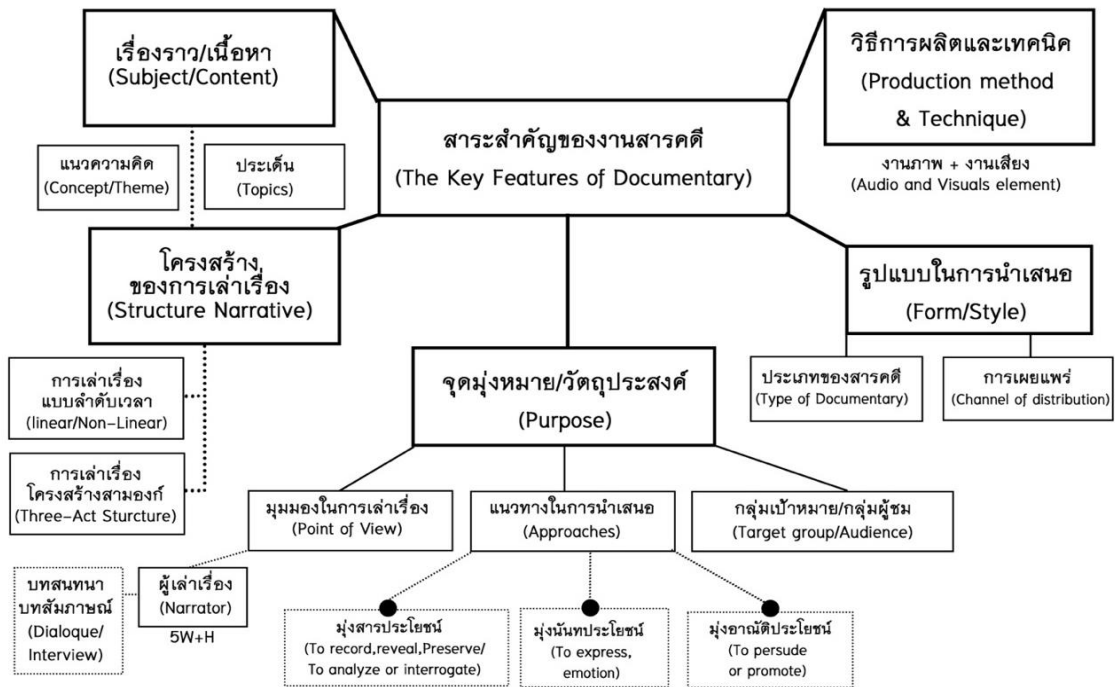 เรื่องราว/เนื้อหา
(Subject/Content)
แนวความคิด
(Concept/Theme)
ประเด็น
(Topics)
สาระสำคัญของงานสารคดี
(The Key Features of Documentary)
วิธีการผลิตและเทคนิค
(Production method
& Technique)
งานภาพ + งานเสียง
(Audio and Visuals element)
โครงสร้าง
ของการเล่าเรื่อง
(Structure Narrative)
การเล่าเรื่อง
แบบลำดับเวลา
(linear/Non-Linear)
การเล่าเรื่อง
โครงสร้างสามองก์
(Three-Act Sturcture)
รูปแบบในการนำเสนอ
(Form/Style)
ประเภทของสารคดี
(Type of Documentary)
การเผยแพร่
(Channel of distribution)
จุดมุ่งหมาย/วัตถุประสงค์
(Purpose)
มุมมองในการเล่าเรื่อง
(Point of View)
แนวทางในการนำเสนอ
(Approaches)
กลุ่มเป้าหมาย/กลุ่มผู้ชม
(Target group/Audience)
บทสนทนา
บทสัมภาษณ์
(Dialoque/
Interview)
ผู้เล่าเรื่อง
(Narrator)
5W+H
มุ่งสารประโยชน์
(To record,reveal,Preserve/
To analyze or interrogate)
มุ่งนันทประโยชน์
(To express,
emotion)
มุ่งอาณัติประโยชน์
(To persude
or promote)